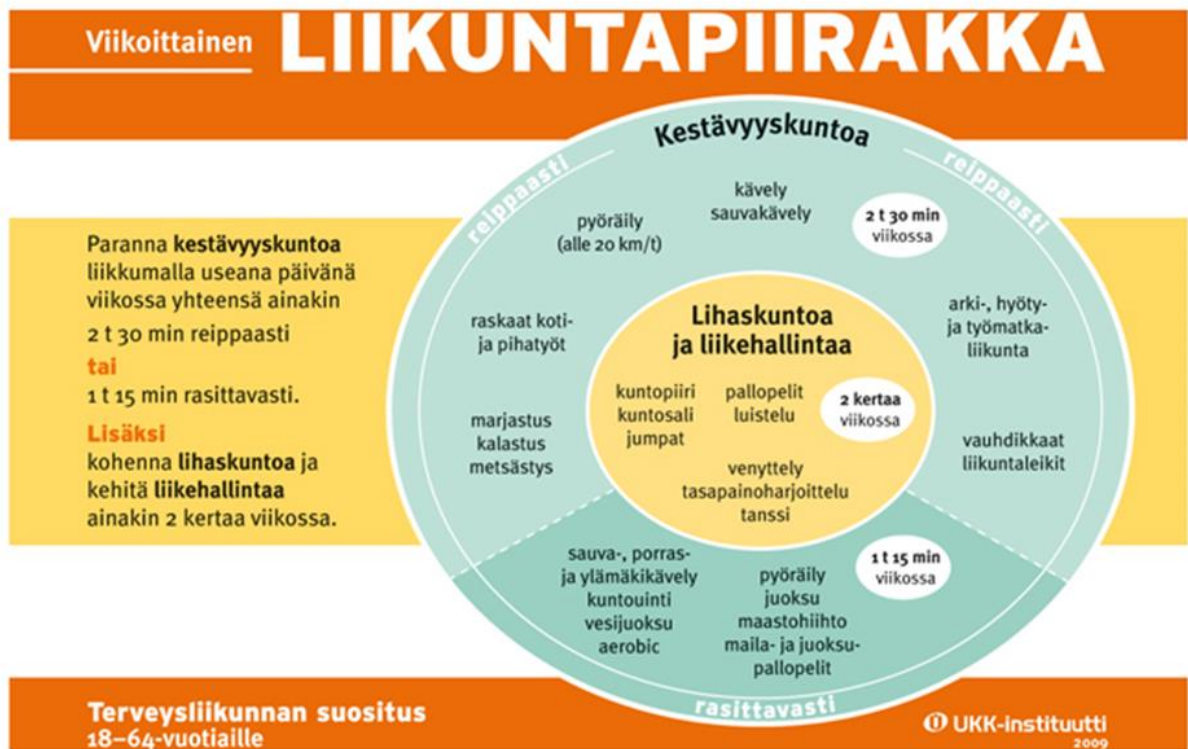 Viikoittainen LIIKUNTAPIIRAKKA
Paranna kestävyyskuntoa
liikkumalla useana päivänä
viikossa yhteensä ainakin
2 t 30 min reippaasti
tai
1 t 15 min rasittavasti.
Lisäksi
kohenna lihaskuntoa ja
kehitä liikehallintaa
ainakin 2 kertaa viikossa.
Kestävyyskuntoa
reippaasti
reippaasti
kävely
sauvakävely
2 t 30 min
viikossa
pyöräily
(alle 20 km/t)
raskaat koti-
ja pihatyöt
arki-, hyöty-
ja työmatka-
liikunta
marjastus
kalastus
metsästys
vauhdikkaat
liikuntaleikit
Lihaskuntoa
ja liikehallintaa
kuntopiiri
kuntosali
jumpat
pallopelit
luistelu
2 kertaa
viikossa
venyttely
tasapainoharjoittelu
tanssi
sauva-, porras-
ja ylämäkikävely
kuntouinti
vesijuoksu
aerobic
pyöräily
juoksu
maastohiihto
maila- ja juoksu-
pallopelit
1 t 15 min
viikossa
rasittavasti
Terveysliikunnan suositus
18–64-vuotiaille
UKK-instituutti
2009